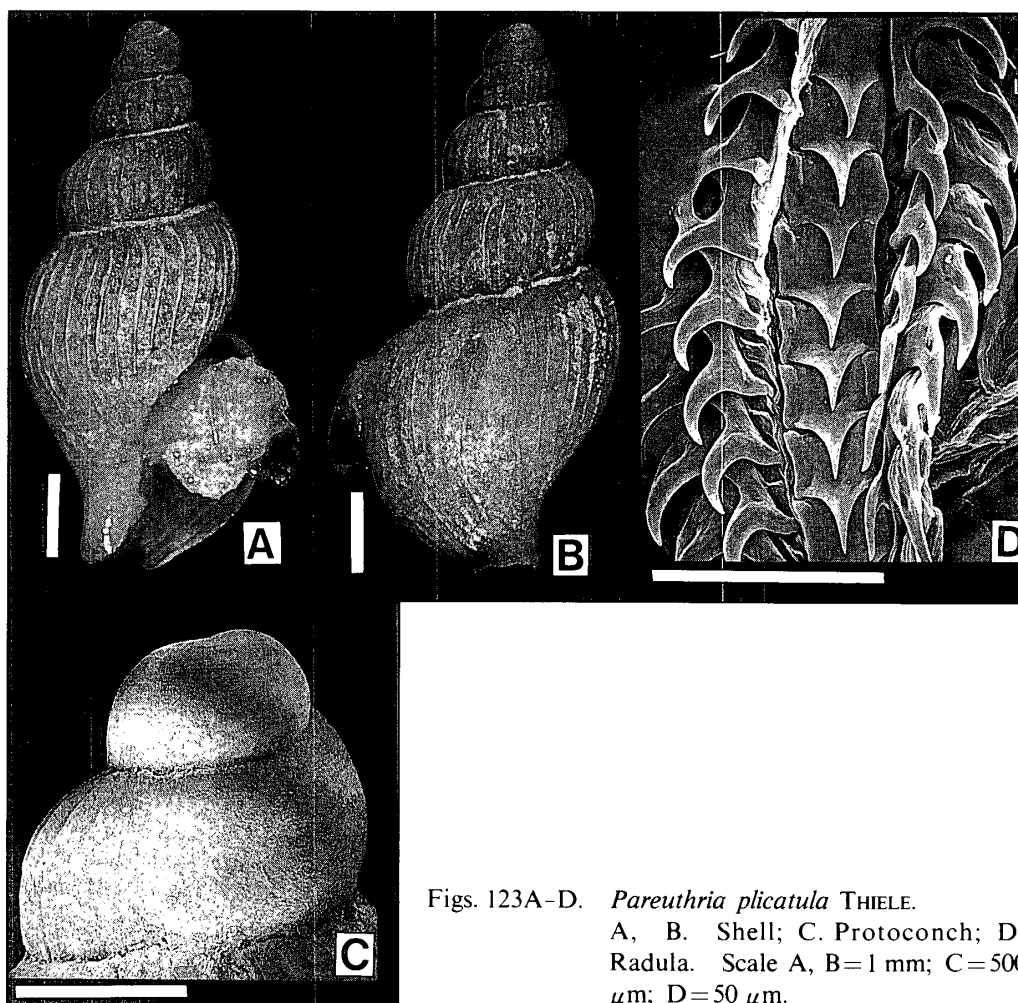 A
B
D
C
Figs. 123A-D. Pareuthria plicatula THIELE.
A, B. Shell; C. Protoconch; D
Radula. Scale A, B=1 mm; C=500
μm; D=50 μm.